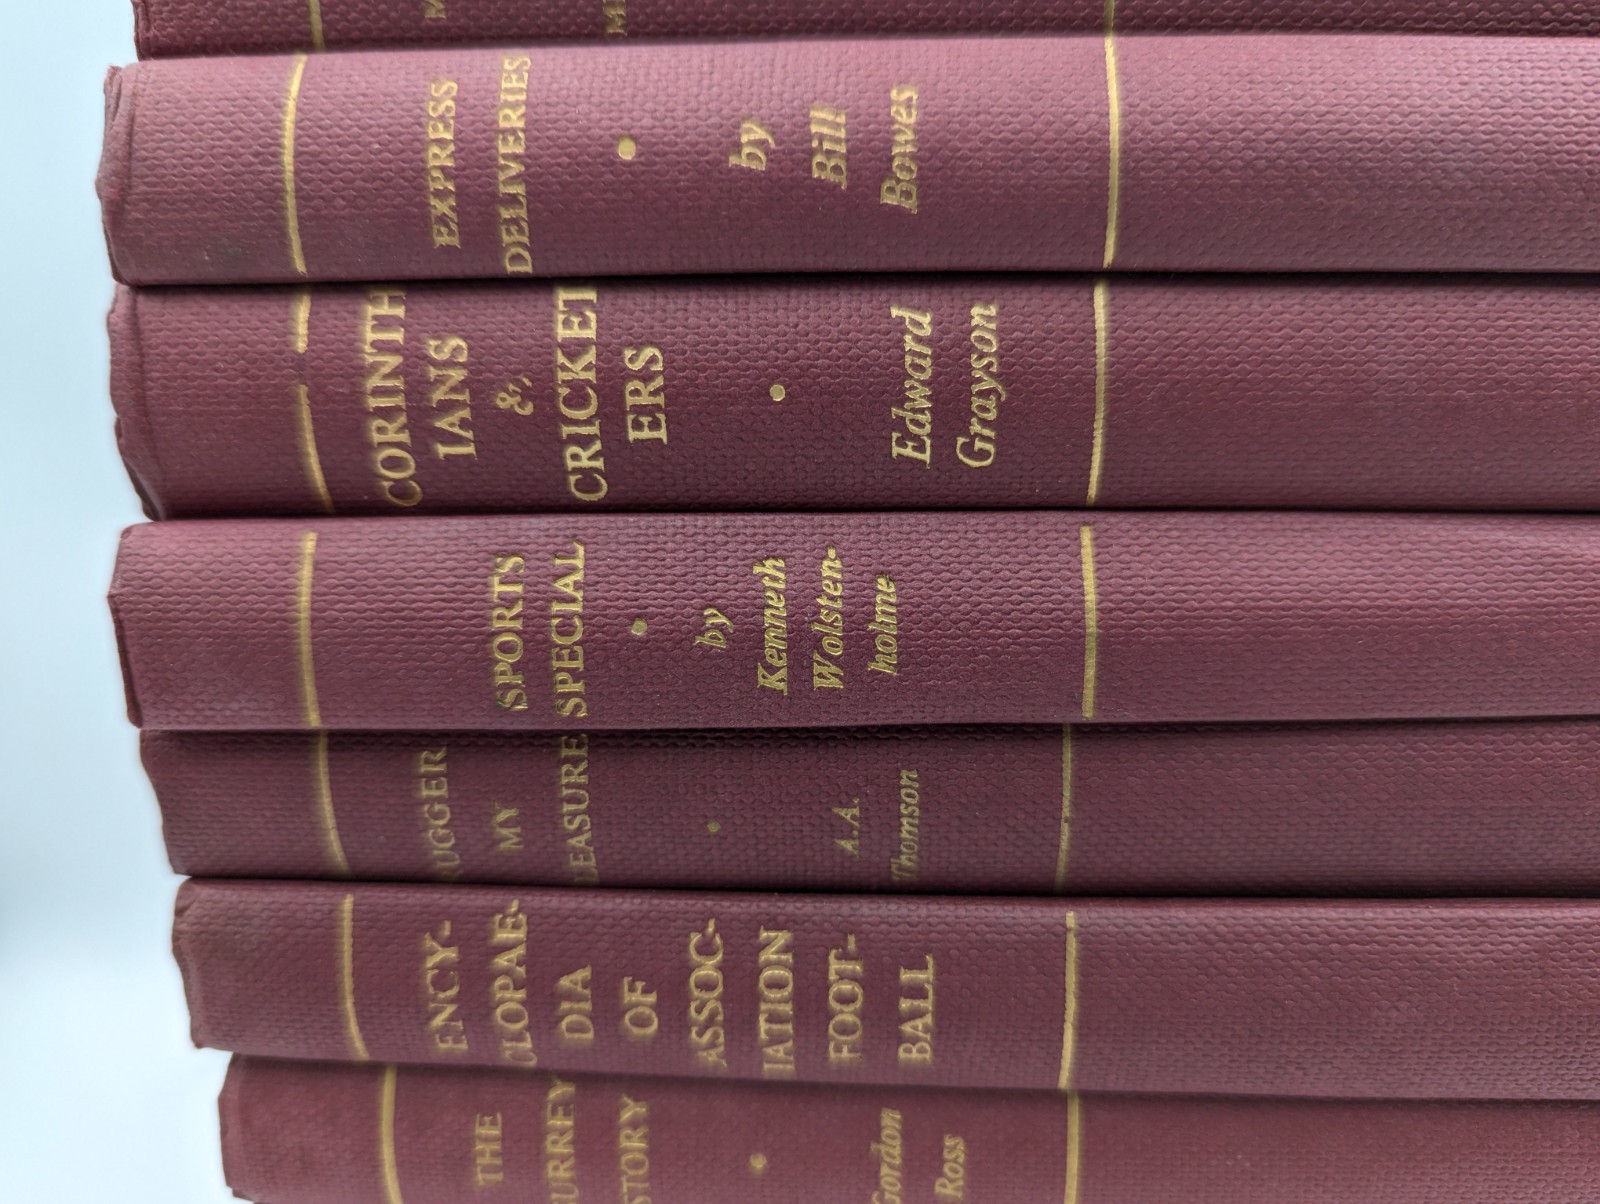 EXPRESS
DELIVERIES
by
Bill
Bowes
CORINTH
IANS
&
CRICKET
ERS
Edward
Grayson
SPORTS
SPECIAL
by
Kenneth
Wolsten-
holme
RUGGER
MY
PLEASURE
A.A.
Thomson
ENCY-
CLOPAE-
DIA
OF
ASSOC-
IATION
FOOT-
BALL
THE
SURREY
STORY
Gordon
Ross